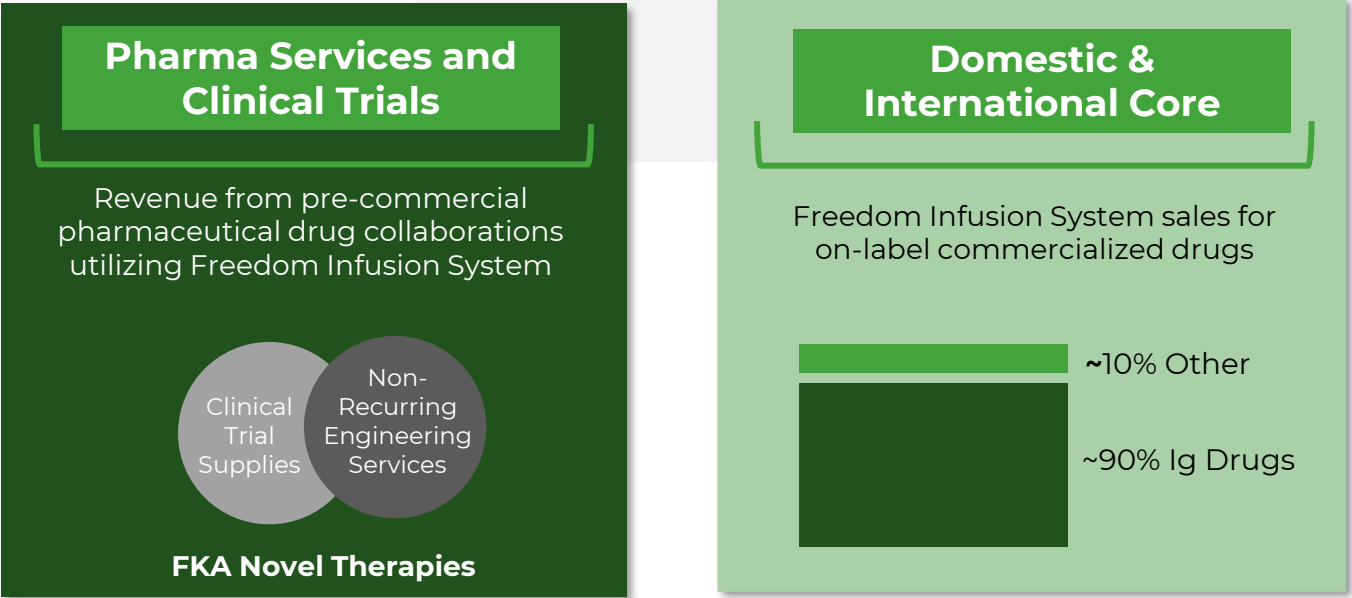 Pharma Services and
Clinical Trials
Revenue from pre-commercial
pharmaceutical drug collaborations
utilizing Freedom Infusion System
Clinical
Trial
Supplies
Non-
Recurring
Engineering
Services
FKA Novel Therapies
Domestic &
International Core
Freedom Infusion System sales for
on-label commercialized drugs
~10% Other
~90% Ig Drugs